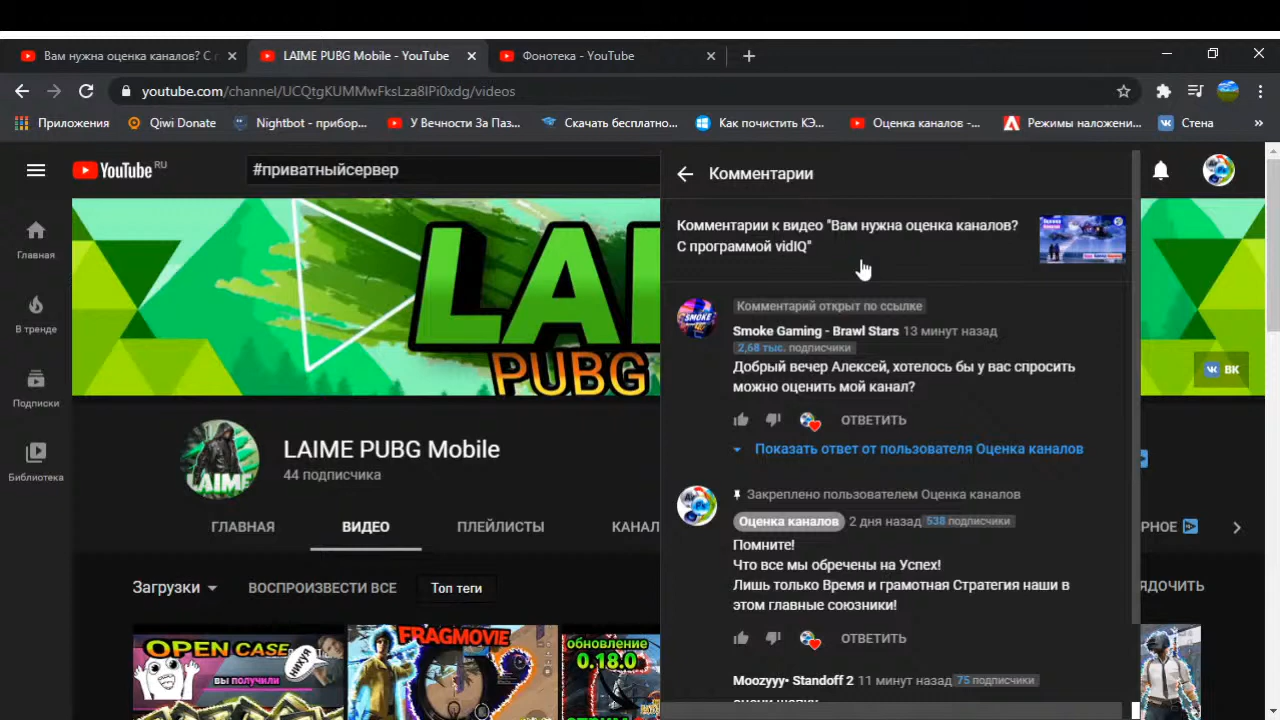 Вам нужна оценка каналов? С п
LAIME PUBG Mobile - YouTube
Фонотека - YouTube
youtube.com/channel/UCQtgKUMMwFksLza8IPi0xdg/videos
Приложения
Qiwi Donate
Nightbot - прибор...
У Вечности За Паз...
Скачать бесплатно...
Как почистить КЭ...
Оценка каналов -...
Режимы наложени...
Стена
»
YouTube RU
#приватныйсервер
Главная
В тренде
Подписки
Библиотека
LAI
PUBG
ВК
LAIME
LAIME PUBG Mobile
44 подписчика
ГЛАВНАЯ
ВИДЕО
ПЛЕЙЛИСТЫ
КАНАЛ
РНОЕ
Загрузки
ВОСПРОИЗВЕСТИ ВСЕ
Топ теги
ЯДОЧИТЬ
OPEN CASE
вы получили
НИХУЯ
FRAGMOVIE
обновление
0.18.0
Комментарии
Комментарии к видео "Вам нужна оценка каналов?
С программой vidIQ"
Комментарий открыт по ссылке
SMOKE
Smoke Gaming - Brawl Stars 13 минут назад
2,68 тыс. подписчики
Добрый вечер Алексей, хотелось бы у вас спросить
можно оценить мой канал?
ОТВЕТИТЬ
Показать ответ от пользователя Оценка каналов
Закреплено пользователем Оценка каналов
Оценка каналов 2 дня назад 538 подписчики
Помните!
Что все мы обречены на Успех!
Лишь только Время и грамотная Стратегия наши в
этом главные союзники!
ОТВЕТИТЬ
Moozyyy• Standoff 2 11 минут назад 75 подписчики